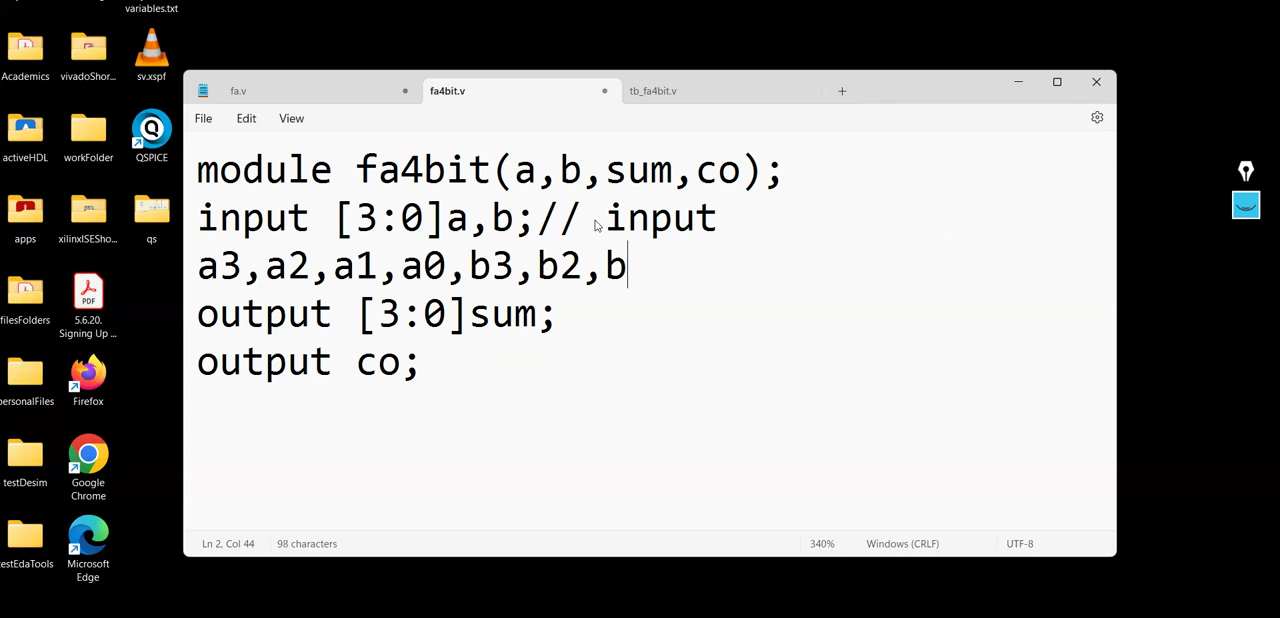 variables.txt
Academics
vivadoShor...
sv.xspf
activeHDL
workFolder
QSPICE
apps
xilinxISESho...
qs
filesFolders
5.6.20.
Signing Up ...
personalFiles
Firefox
testDesim
Google
Chrome
estEdaTools
Microsoft
Edge
PDF
fa.v
fa4bit.v
tb_fa4bit.v
File Edit View
module fa4bit(a,b,sum,co);
input [3:0]a,b;// input
a3,a2,a1,a0,b3,b2,b
output [3:0]sum;
output co;
Ln 2, Col 44 98 characters 340% Windows (CRLF) UTF-8